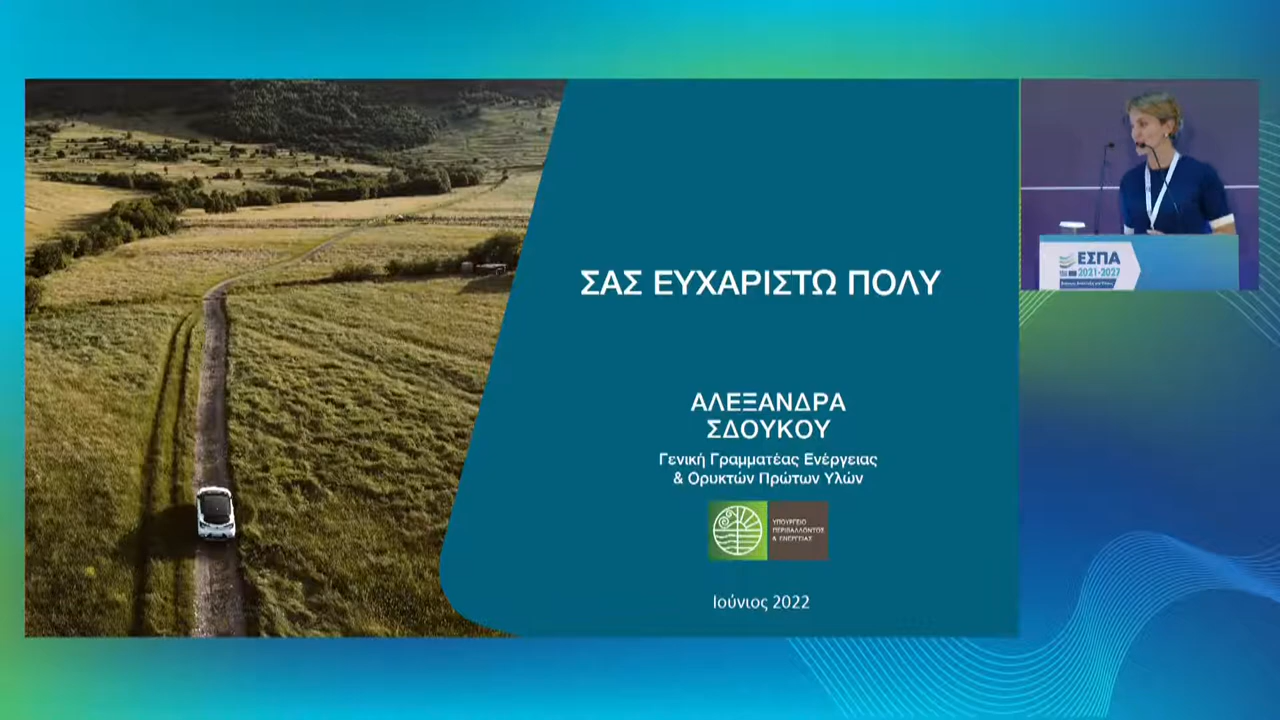 ΣΑΣ ΕΥΧΑΡΙΣΤΩ ΠΟΛΥ
ΑΛΕΞΑΝΔΡΑ
ΣΔΟΥΚΟΥ
Γενική Γραμματέας Ενέργειας
& Ορυκτών Πρώτων Υλών
ΥΠΟΥΡΓΕΙΟ
ΠΕΡΙΒΑΛΛΟΝΤΟΣ
& ΕΝΕΡΓΕΙΑΣ
Ιούνιος 2022
ΕΣΠΑ
2021-2027